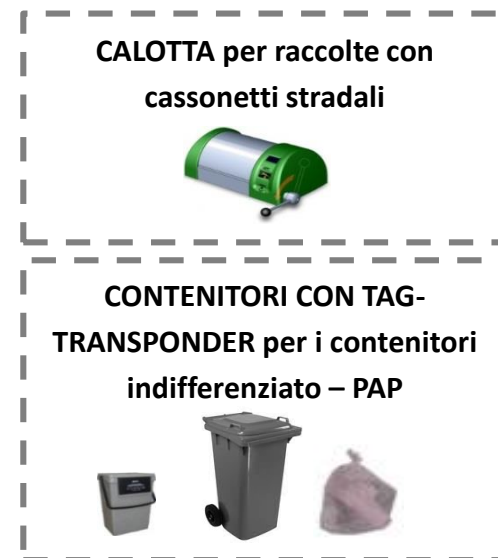 CALOTTA per raccolte con
cassonetti stradali
CONTENITORI CON TAG-
TRANSPONDER per i contenitori
indifferenziato – PAP